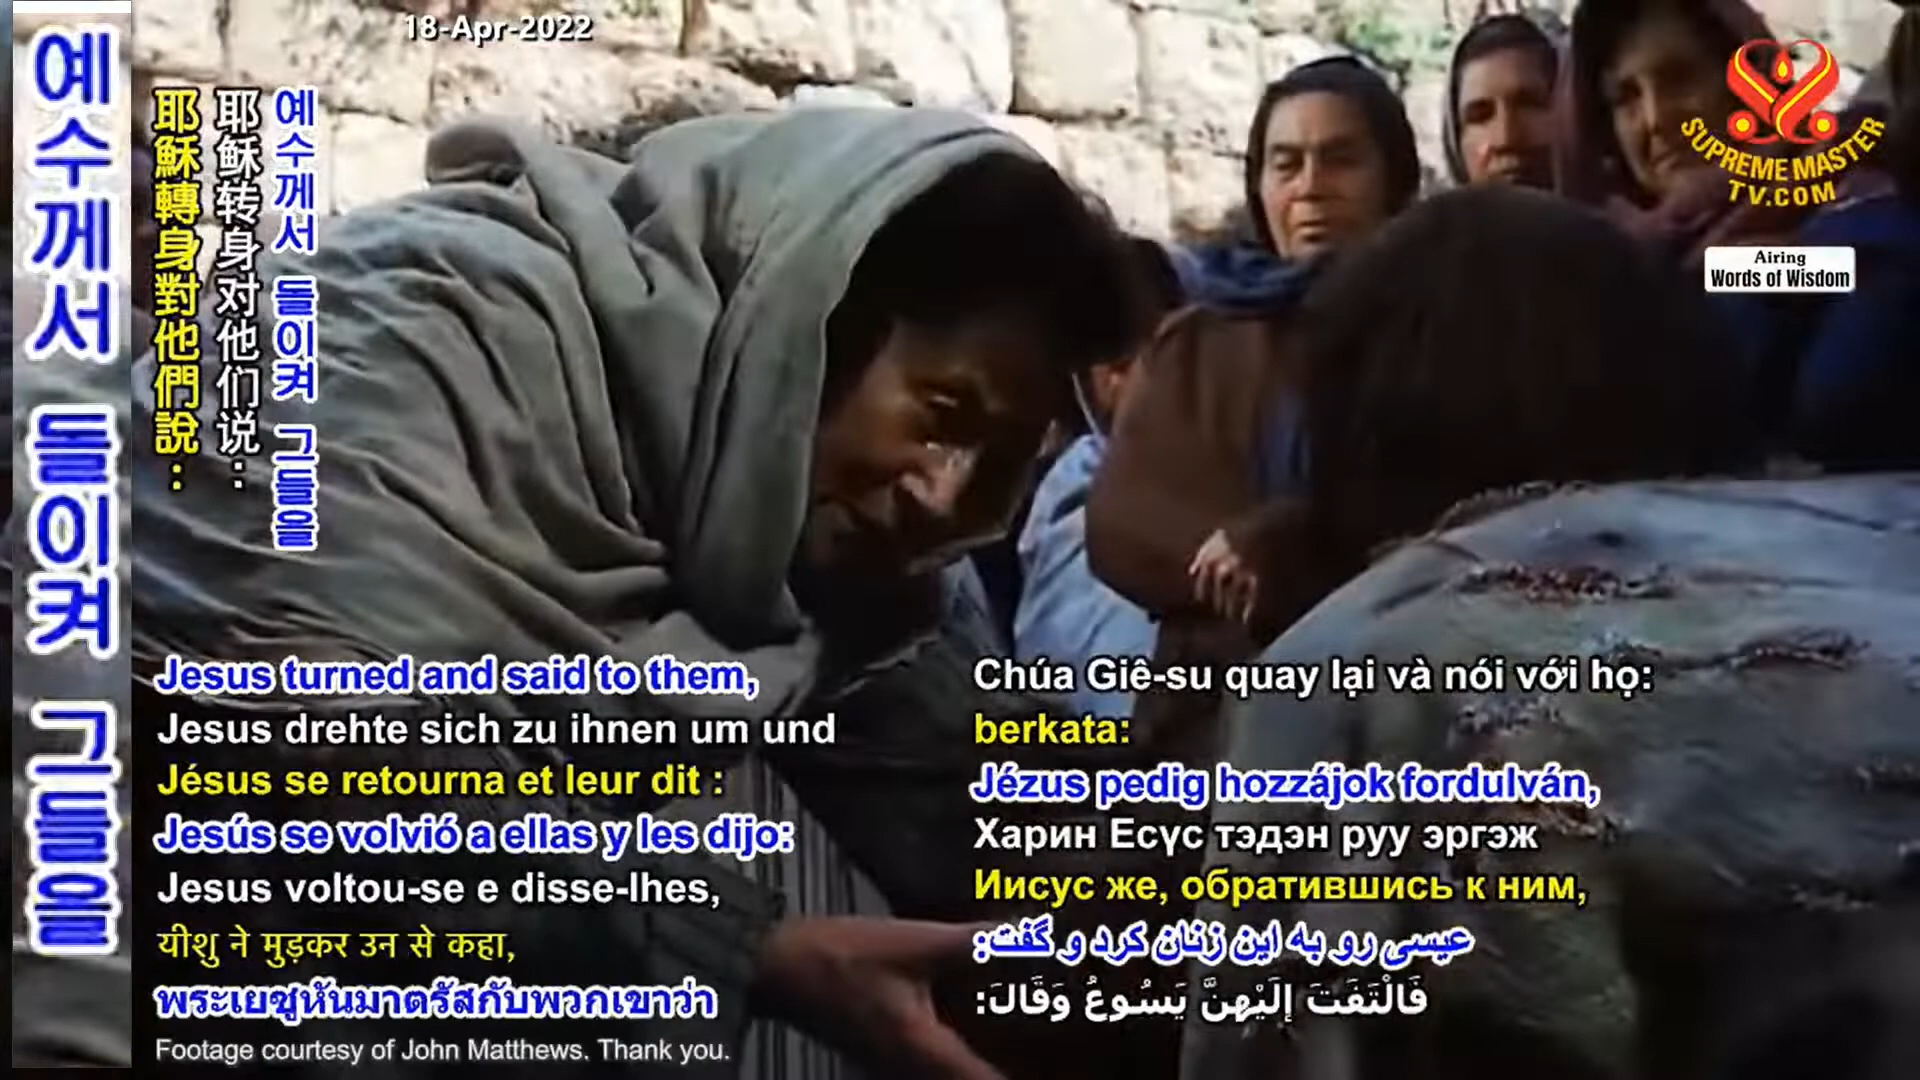 18-Apr-2022
예수께서 돌이켜 그들을
耶穌轉身對他們說：
耶稣转身对他们说：
예수께서 돌이켜 그들을
SUPREME MASTER
TV.COM
Airing
Words of Wisdom
Jesus turned and said to them,
Jesus drehte sich zu ihnen um und
Jésus se retourna et leur dit :
Jesús se volvió a ellas y les dijo:
Jesus voltou-se e disse-lhes,
यीशु ने मुड़कर उन से कहा,
พระเยซูหันมาตรัสกับพวกเขาว่า
Footage courtesy of John Matthews. Thank you.
Chúa Giê-su quay lại và nói với họ:
berkata:
Jézus pedig hozzájok fordulván,
Харин Есүс тэдэн руу эргэж
Иисус же, обратившись к ним,
عیسی رو به این زنان کرد و گفت:
فَالْتَفَتَ إِلَيْهِنَّ يَسُوعُ وَقَالَ: